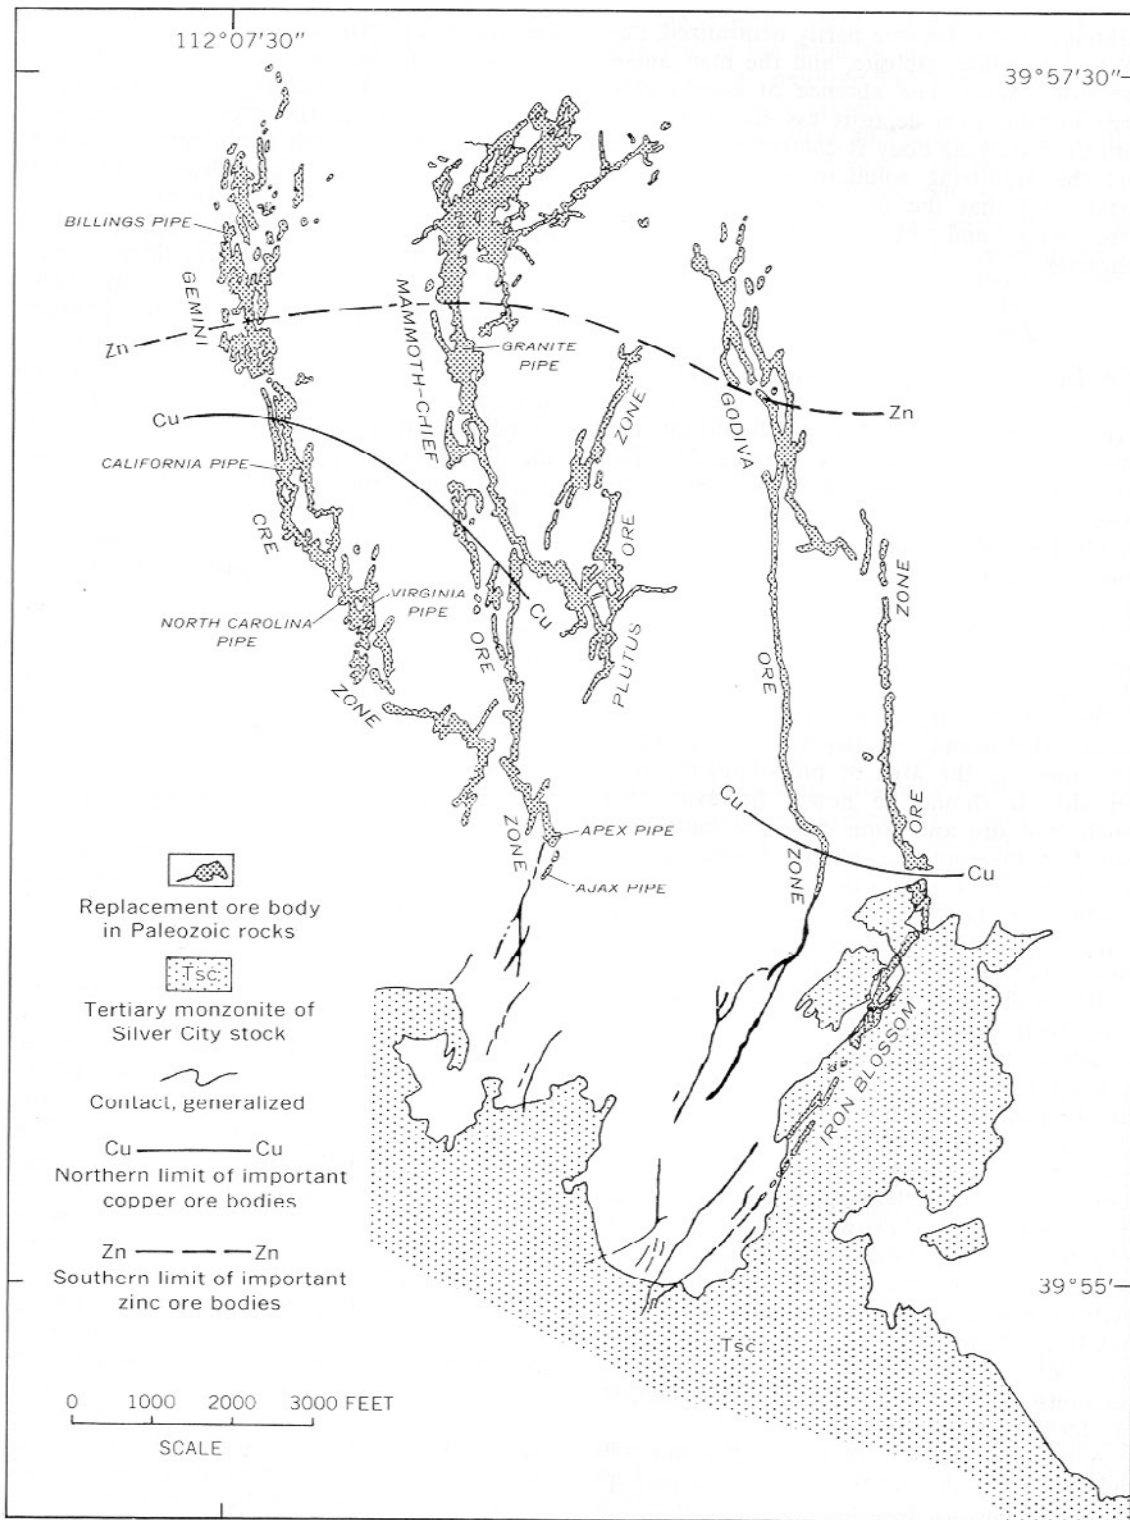 112°07'30"
39°57'30"
BILLINGS PIPE
GEMINI
MAMMOTH-CHIEF
Zn
GRANITE
PIPE
ZONE
GODIVA
Zn
Cu
CALIFORNIA PIPE
ORE
ORE
ZONE
VIRGINIA
PIPE
NORTH CAROLINA
PIPE
Cu
ORE
PLUTUS
ORE
ZONE
Cu
ORE
ZONE
APEX PIPE
ZONE
Cu
AJAX PIPE
Replacement ore body
in Paleozoic rocks
Tsc
Tertiary monzonite of
Silver City stock
IRON BLOSSOM
Contact, generalized
Cu Cu
Northern limit of important
copper ore bodies
Zn Zn
Southern limit of important
zinc ore bodies
39°55'
Tsc
0 1000 2000 3000 FEET
SCALE